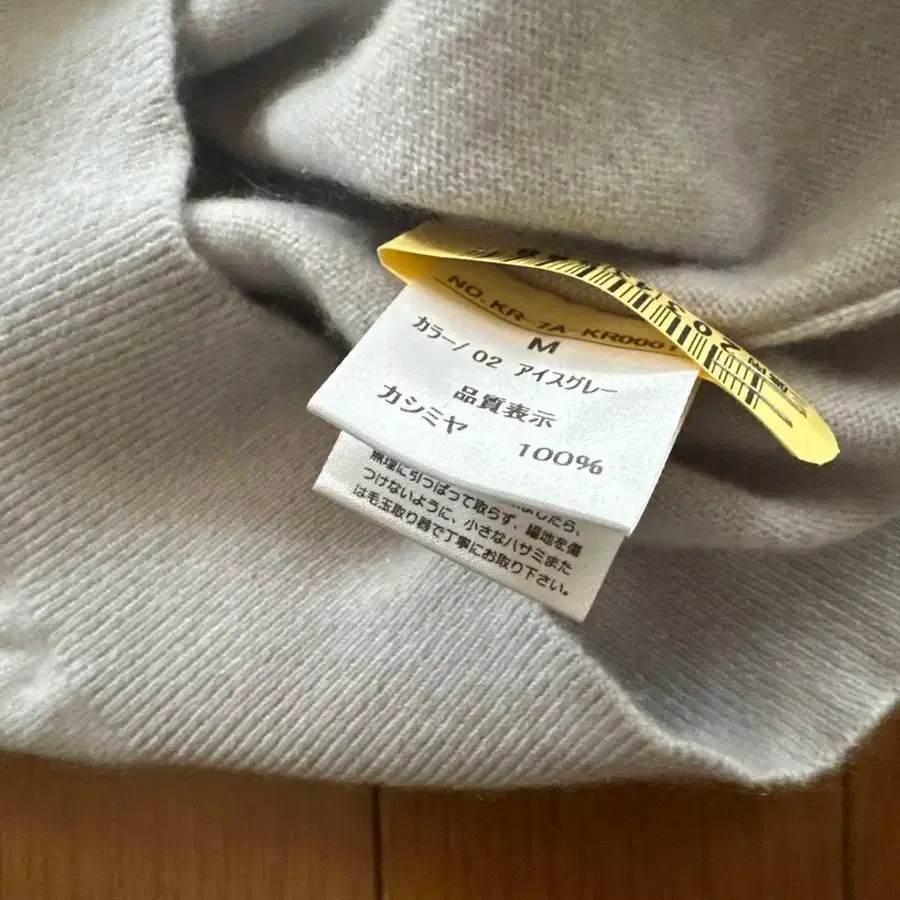 NO.KR-7A-KR0001
M
カラー/ 02 アイスグレー
品質表示
カシミヤ 100%
無理に引っぱって取らず、編地を傷
つけないように、小さなハサミまた
は毛玉取り器で丁寧にお取り下さい。